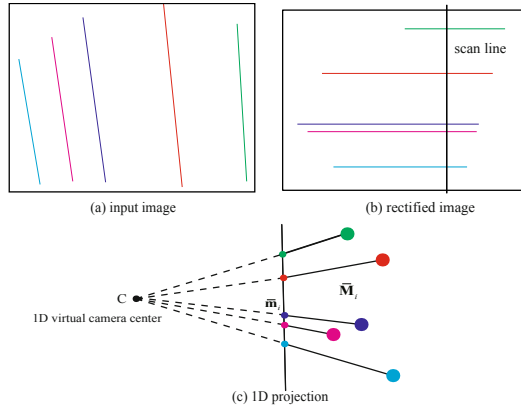 scan line
(a) input image
(b) rectified image
C
1D virtual camera center
m̄ᵢ
M̄ᵢ
(c) 1D projection